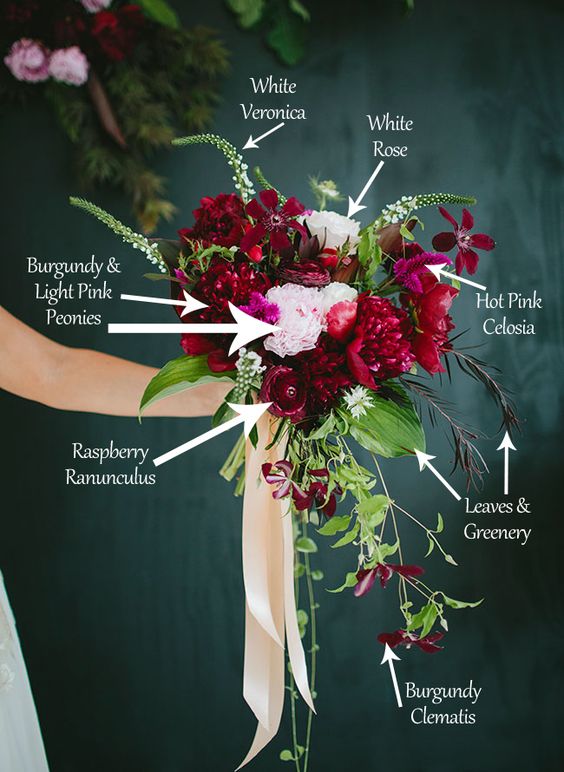 White
Veronica
White
Rose
Burgundy &
Light Pink
Peonies
Hot Pink
Celosia
Raspberry
Ranunculus
Leaves &
Greenery
Burgundy
Clematis